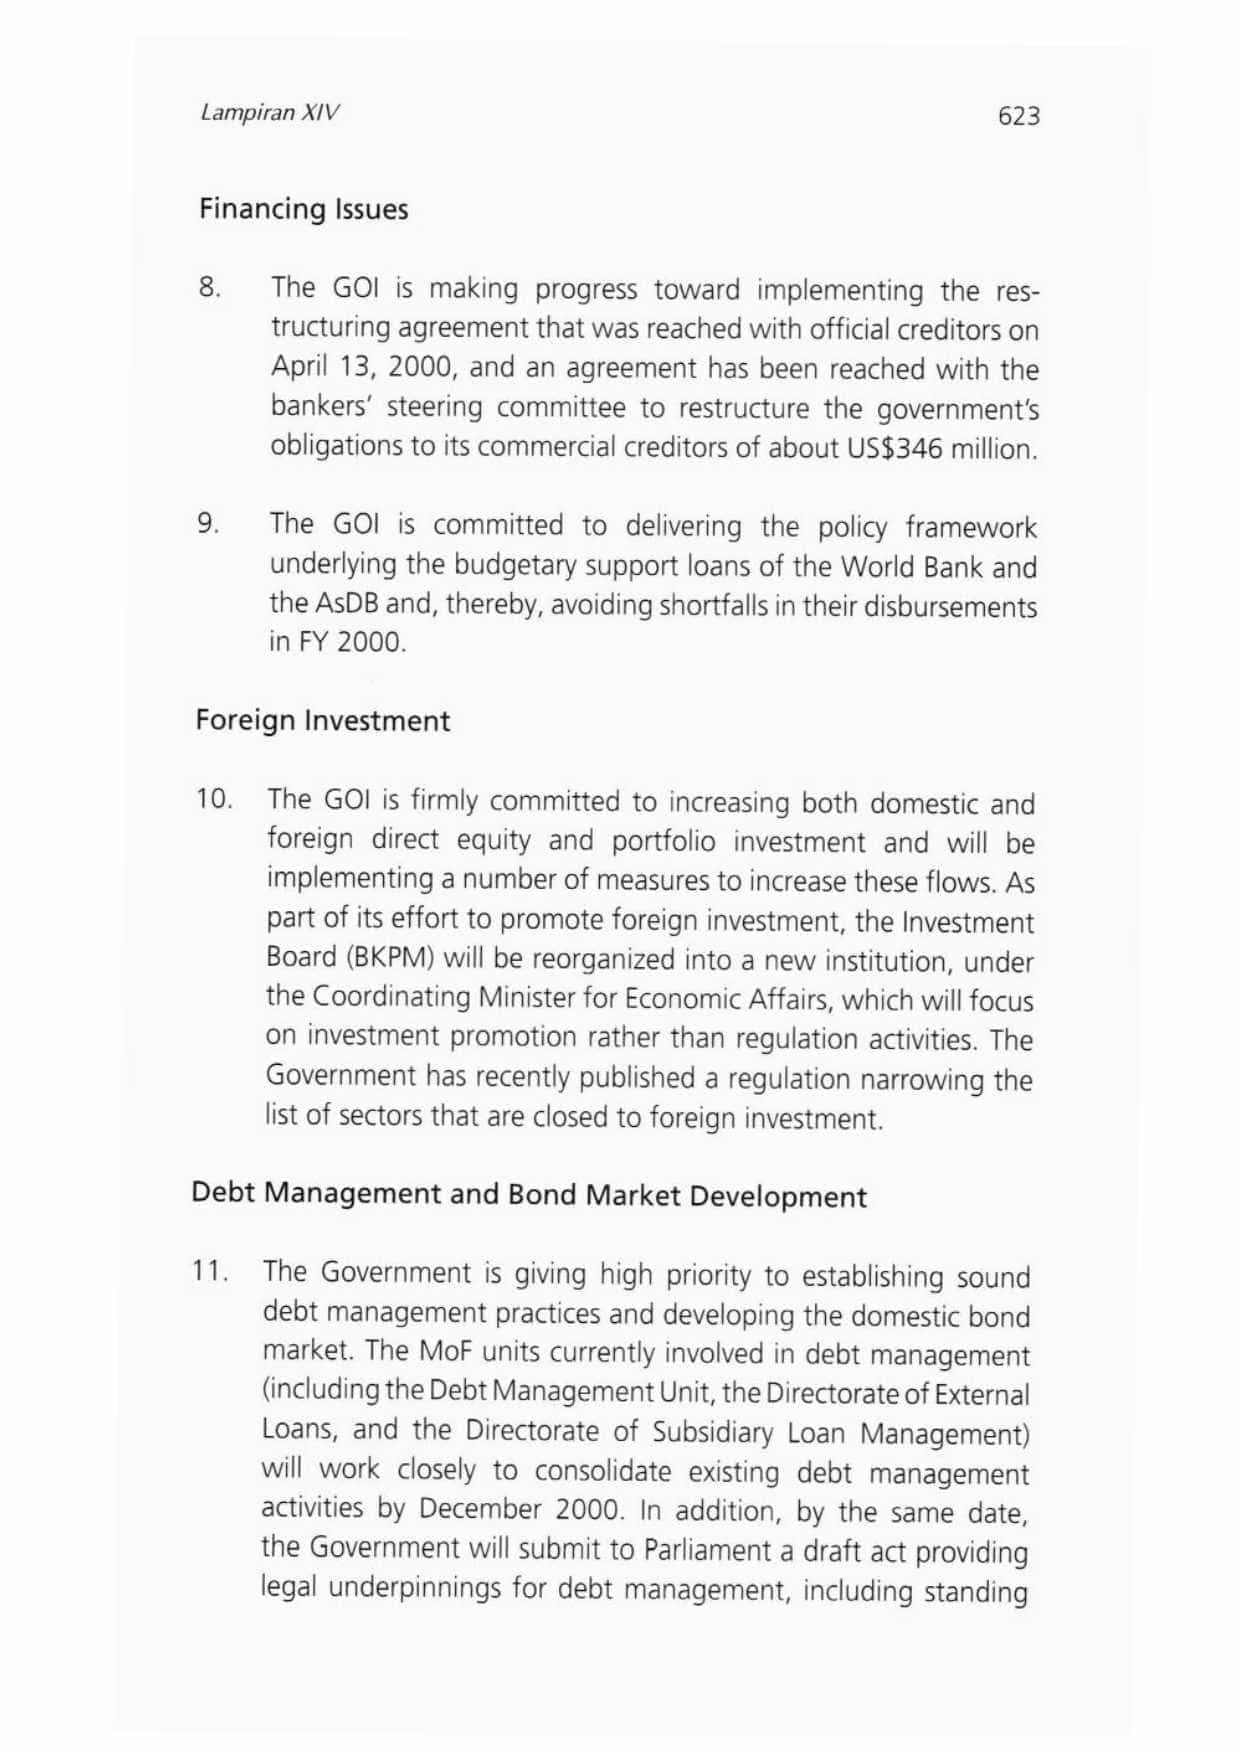 Lampiran XIV 623
Financing Issues
8. The GOI is making progress toward implementing the res-
tructuring agreement that was reached with official creditors on
April 13, 2000, and an agreement has been reached with the
bankers' steering committee to restructure the government's
obligations to its commercial creditors of about US$346 million.
9. The GOI is committed to delivering the policy framework
underlying the budgetary support loans of the World Bank and
the AsDB and, thereby, avoiding shortfalls in their disbursements
in FY 2000.
Foreign Investment
10. The GOI is firmly committed to increasing both domestic and
foreign direct equity and portfolio investment and will be
implementing a number of measures to increase these flows. As
part of its effort to promote foreign investment, the Investment
Board (BKPM) will be reorganized into a new institution, under
the Coordinating Minister for Economic Affairs, which will focus
on investment promotion rather than regulation activities. The
Government has recently published a regulation narrowing the
list of sectors that are closed to foreign investment.
Debt Management and Bond Market Development
11. The Government is giving high priority to establishing sound
debt management practices and developing the domestic bond
market. The MoF units currently involved in debt management
(including the Debt Management Unit, the Directorate of External
Loans, and the Directorate of Subsidiary Loan Management)
will work closely to consolidate existing debt management
activities by December 2000. In addition, by the same date,
the Government will submit to Parliament a draft act providing
legal underpinnings for debt management, including standing